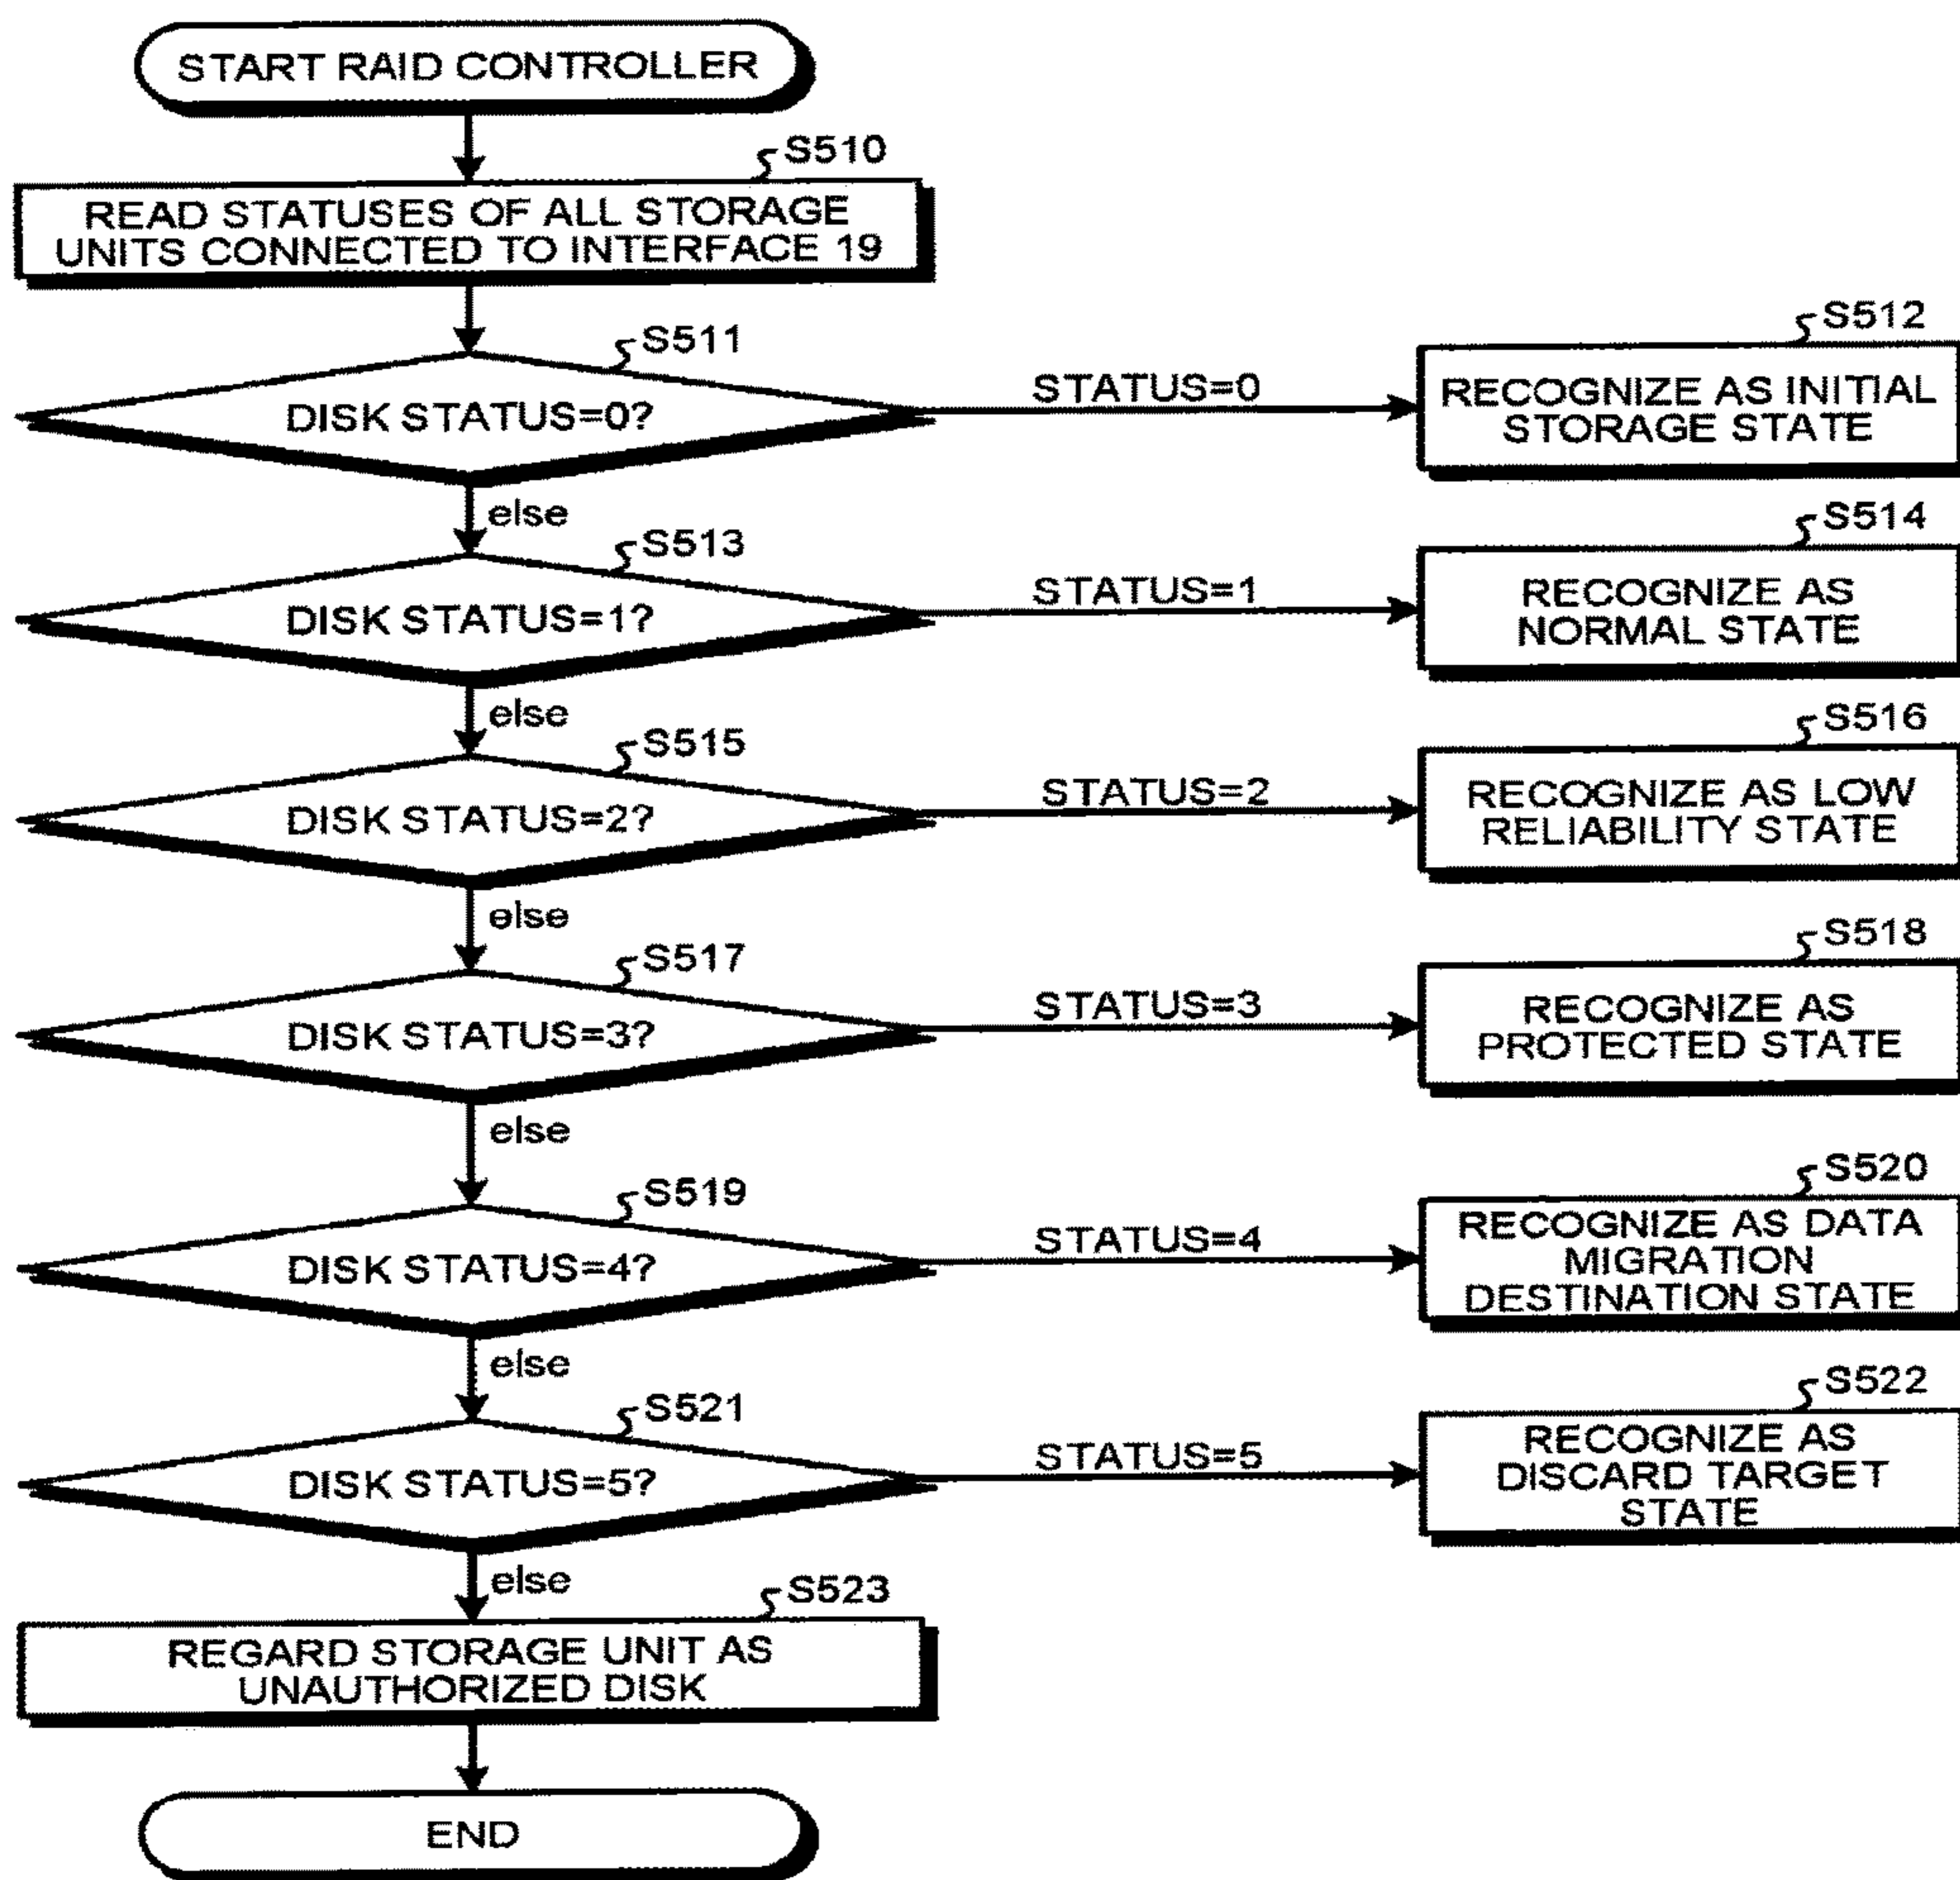 START RAID CONTROLLER
S510
READ STATUSES OF ALL STORAGE
UNITS CONNECTED TO INTERFACE 19
S511
DISK STATUS=0?
STATUS=0
S512
RECOGNIZE AS INITIAL
STORAGE STATE
else
S513
DISK STATUS=1?
STATUS=1
S514
RECOGNIZE AS
NORMAL STATE
else
S515
DISK STATUS=2?
STATUS=2
S516
RECOGNIZE AS LOW
RELIABILITY STATE
else
S517
DISK STATUS=3?
STATUS=3
S518
RECOGNIZE AS
PROTECTED STATE
else
S519
DISK STATUS=4?
STATUS=4
S520
RECOGNIZE AS DATA
MIGRATION
DESTINATION STATE
else
S521
DISK STATUS=5?
STATUS=5
S522
RECOGNIZE AS
DISCARD TARGET
STATE
else
S523
REGARD STORAGE UNIT AS
UNAUTHORIZED DISK
END